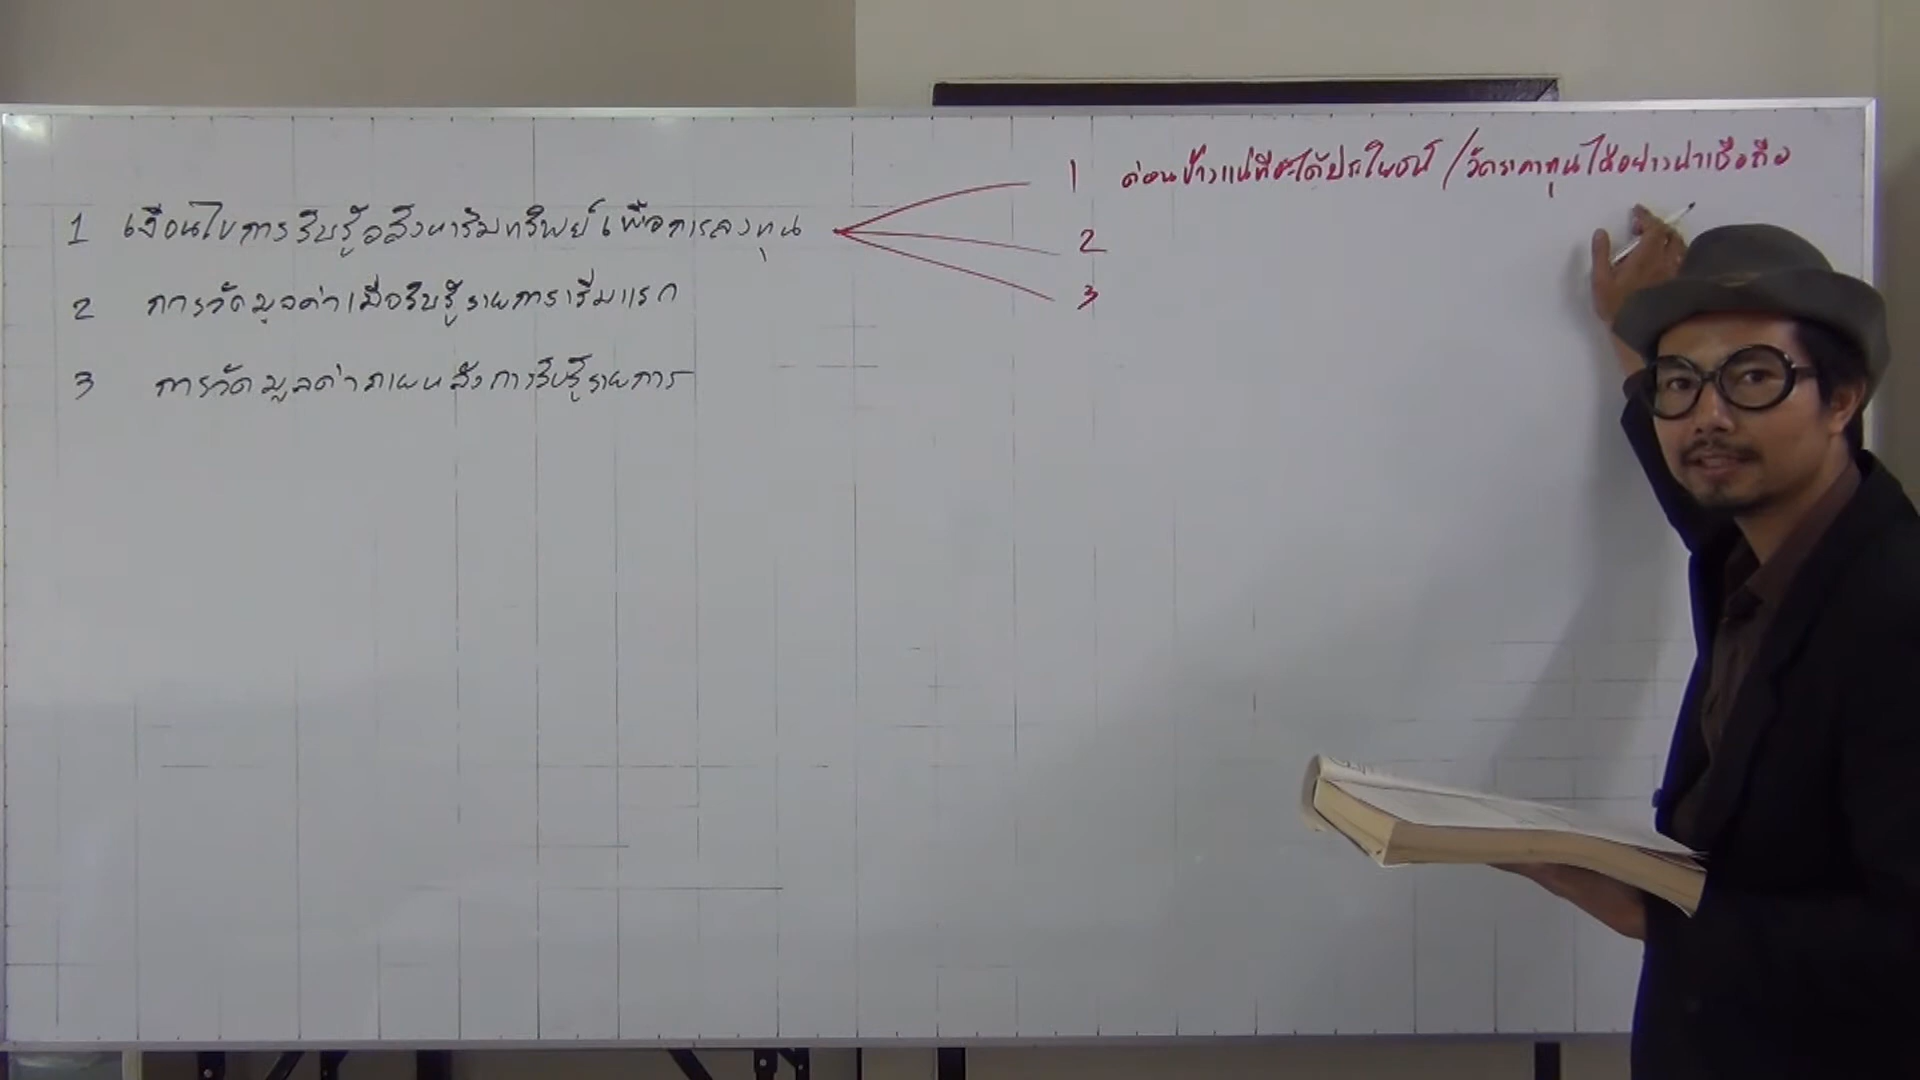 1 เงื่อนไขการรับรู้อสังหาริมทรัพย์เพื่อการลงทุน
1 ค่อนข้างแน่ที่จะได้ประโยชน์ / วัดราคาทุนได้อย่างน่าเชื่อถือ
2
3
2 การวัดมูลค่าเมื่อรับรู้รายการเริ่มแรก
3 การวัดมูลค่าภายหลังการรับรู้รายการ